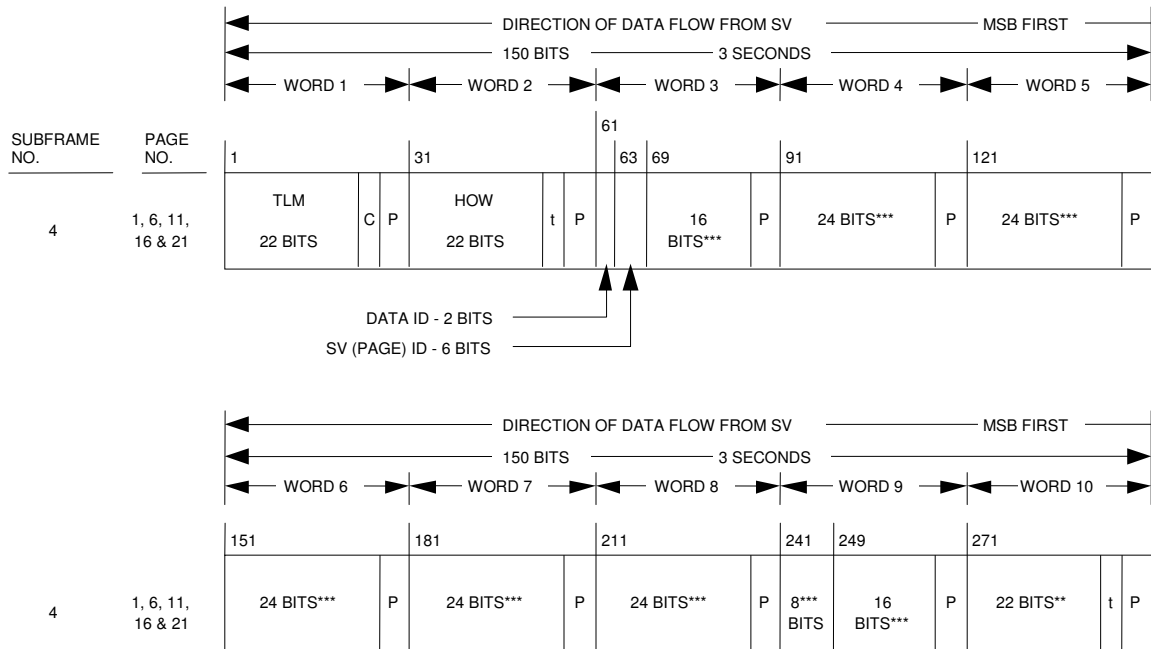 DIRECTION OF DATA FLOW FROM SV MSB FIRST
150 BITS 3 SECONDS
WORD 1 WORD 2 WORD 3 WORD 4 WORD 5
SUBFRAME NO. PAGE NO.
1 31 61 63 69 91 121
4
1, 6, 11,
16 & 21
TLM
22 BITS
C P
HOW
22 BITS
t P
16
BITS***
P
24 BITS*** P
24 BITS*** P
DATA ID - 2 BITS
SV (PAGE) ID - 6 BITS
DIRECTION OF DATA FLOW FROM SV MSB FIRST
150 BITS 3 SECONDS
WORD 6 WORD 7 WORD 8 WORD 9 WORD 10
151 181 211 241 249 271
4
1, 6, 11,
16 & 21
24 BITS*** P
24 BITS*** P
24 BITS*** P
8***
BITS
16
BITS***
P
22 BITS** t P